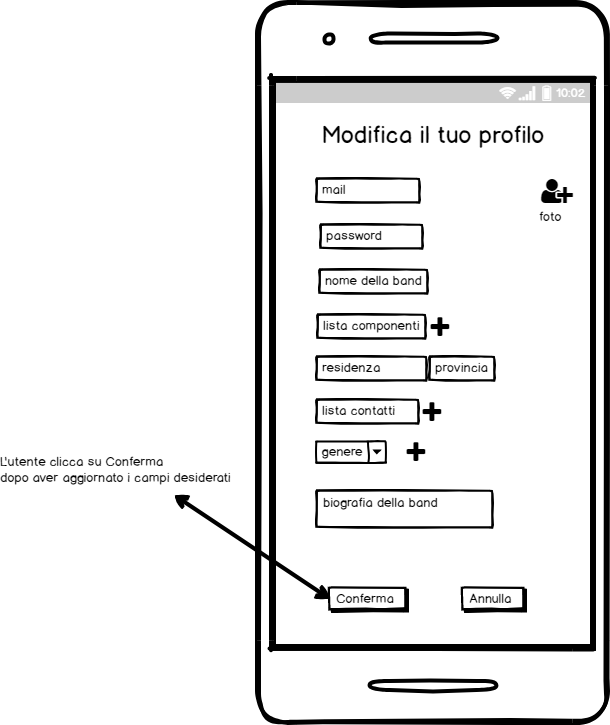 10:02
Modifica il tuo profilo
mail
foto
password
nome della band
lista componenti
residenza provincia
lista contatti
genere
L'utente clicca su Conferma
dopo aver aggiornato i campi desiderati
biografia della band
Conferma Annulla